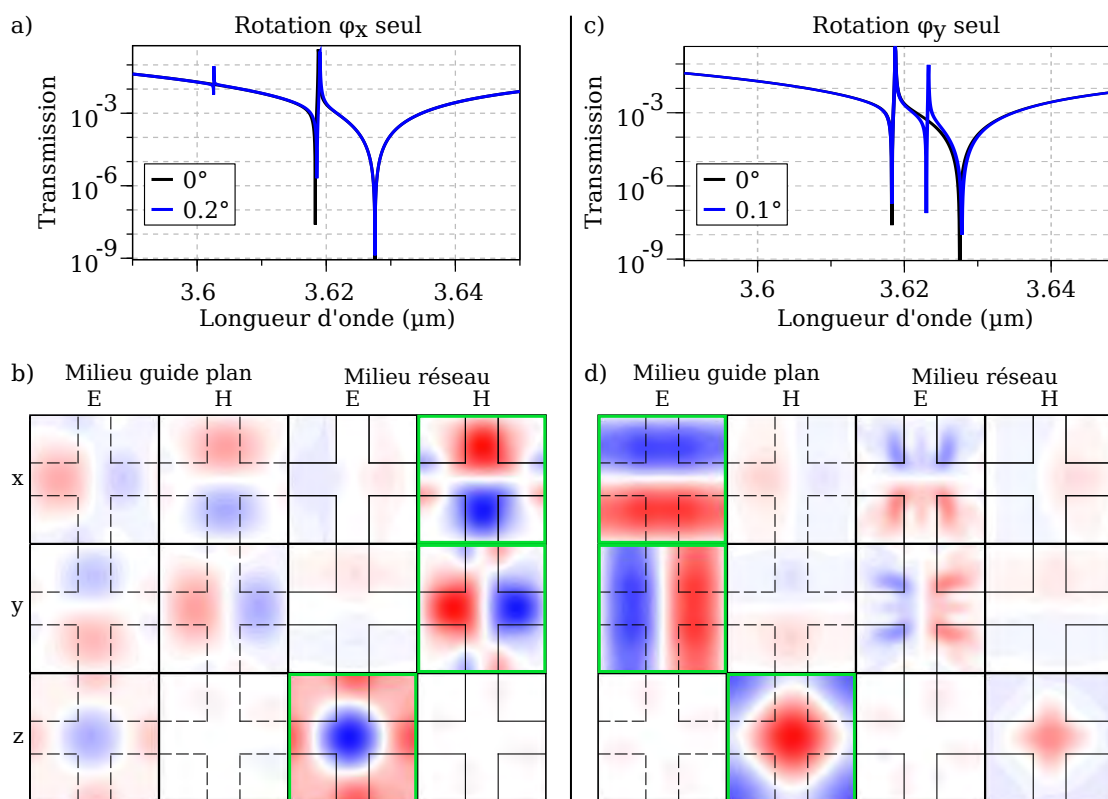 a) Rotation φx seul
Transmission
10-3
10-6
10-9
0°
0.2°
3.6 3.62 3.64
Longueur d'onde (µm)
c) Rotation φy seul
Transmission
10-3
10-6
10-9
0°
0.1°
3.6 3.62 3.64
Longueur d'onde (µm)
b) Milieu guide plan Milieu réseau
E H E H
x
y
z
d) Milieu guide plan Milieu réseau
E H E H